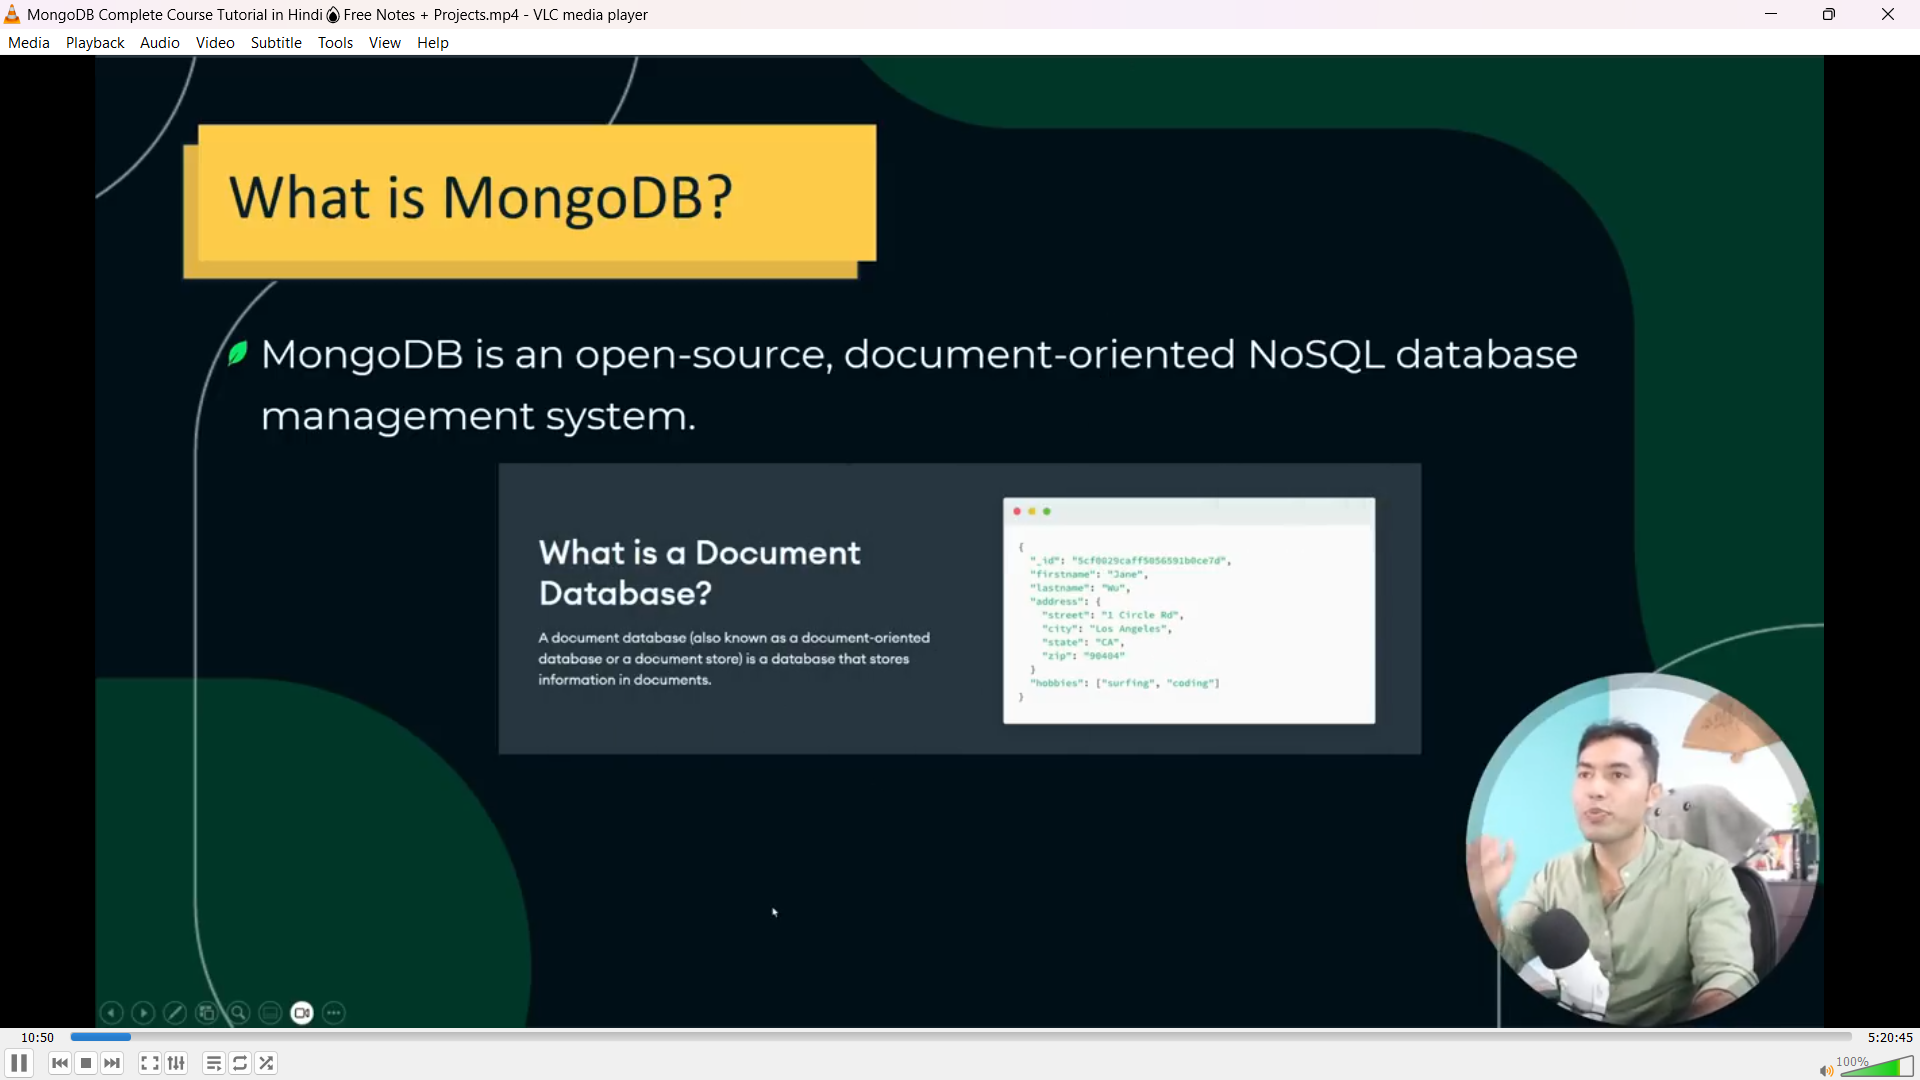 MongoDB Complete Course Tutorial in Hindi Free Notes + Projects.mp4 - VLC media player
Media Playback Audio Video Subtitle Tools View Help
What is MongoDB?
MongoDB is an open-source, document-oriented NoSQL database
management system.
What is a Document
Database?
A document database (also known as a document-oriented
database or a document store) is a database that stores
information in documents.
{
"_id": "5cf0029caff5056591b0ce7d",
"firstname": "Jane",
"lastname": "Wu",
"address": {
"street": "1 Circle Rd",
"city": "Los Angeles",
"state": "CA",
"zip": "90404"
}
"hobbies": ["surfing", "coding"]
}
10:50
5:20:45
100%